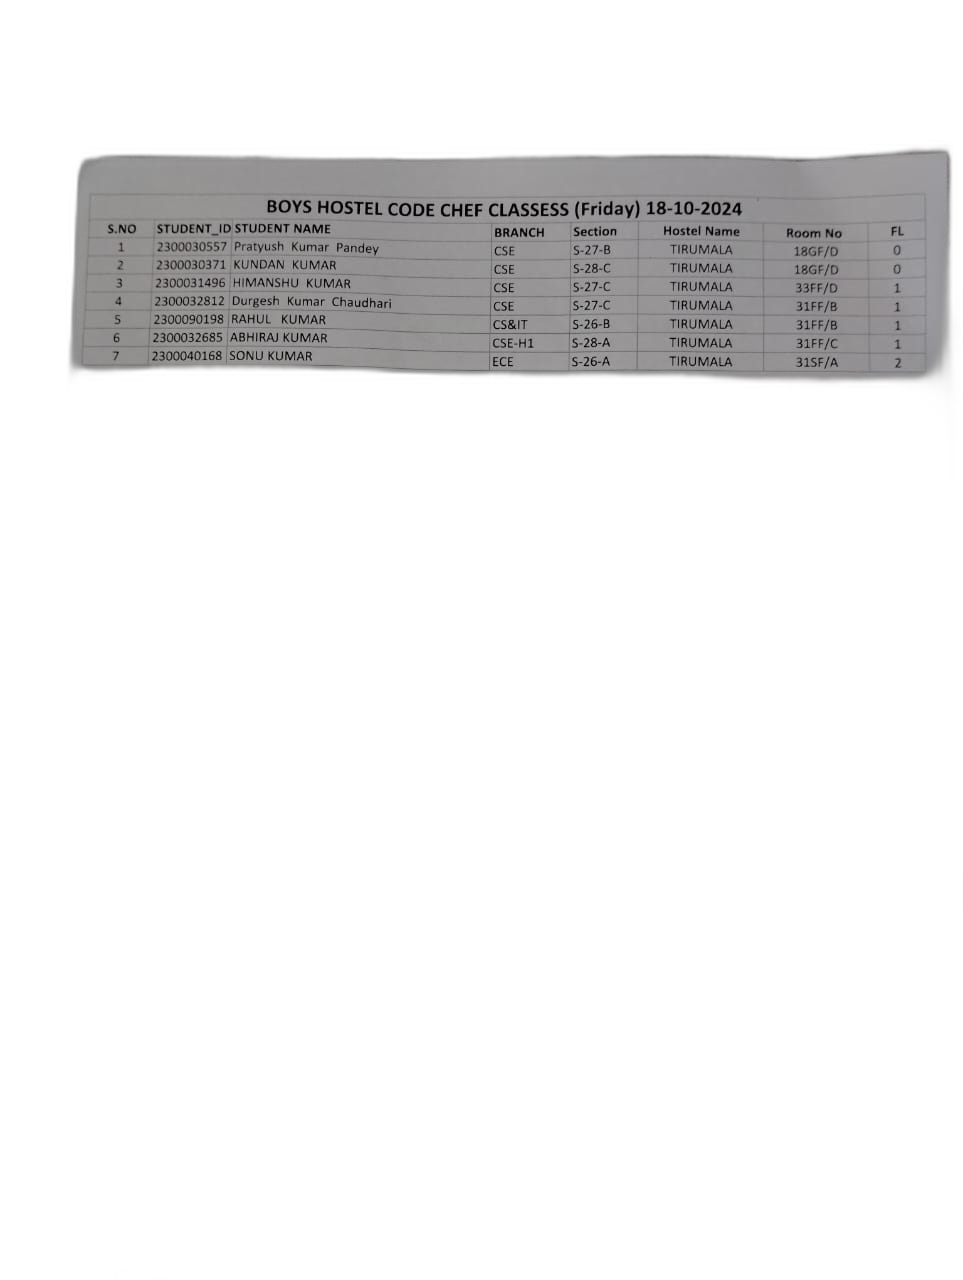 BOYS HOSTEL CODE CHEF CLASSESS (Friday) 18-10-2024
S.NO STUDENT_ID STUDENT NAME BRANCH Section Hostel Name Room No FL
1 2300030557 Pratyush Kumar Pandey CSE S-27-B TIRUMALA 18GF/D 0
2 2300030371 KUNDAN KUMAR CSE S-28-C TIRUMALA 18GF/D 0
3 2300031496 HIMANSHU KUMAR CSE S-27-C TIRUMALA 33FF/D 1
4 2300032812 Durgesh Kumar Chaudhari CSE S-27-C TIRUMALA 31FF/B 1
5 2300090198 RAHUL KUMAR CS&IT S-26-B TIRUMALA 31FF/B 1
6 2300032685 ABHIRAJ KUMAR CSE-H1 S-28-A TIRUMALA 31FF/C 1
7 2300040168 SONU KUMAR ECE S-26-A TIRUMALA 31SF/A 2